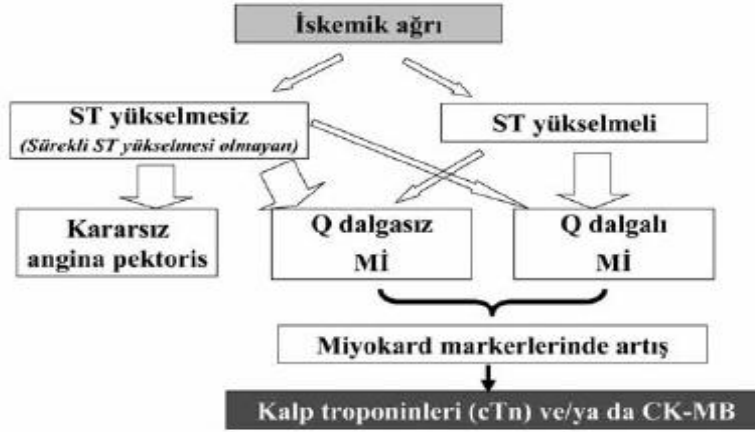 İskemik ağrı
ST yükselmesiz
(Sürekli ST yükselmesi olmayan)
ST yükselmeli
Kararsız
angina pektoris
Q dalgasız
Mİ
Q dalgalı
Mİ
Miyokard markerlerinde artış
Kalp troponinleri (cTn) ve/ya da CK-MB